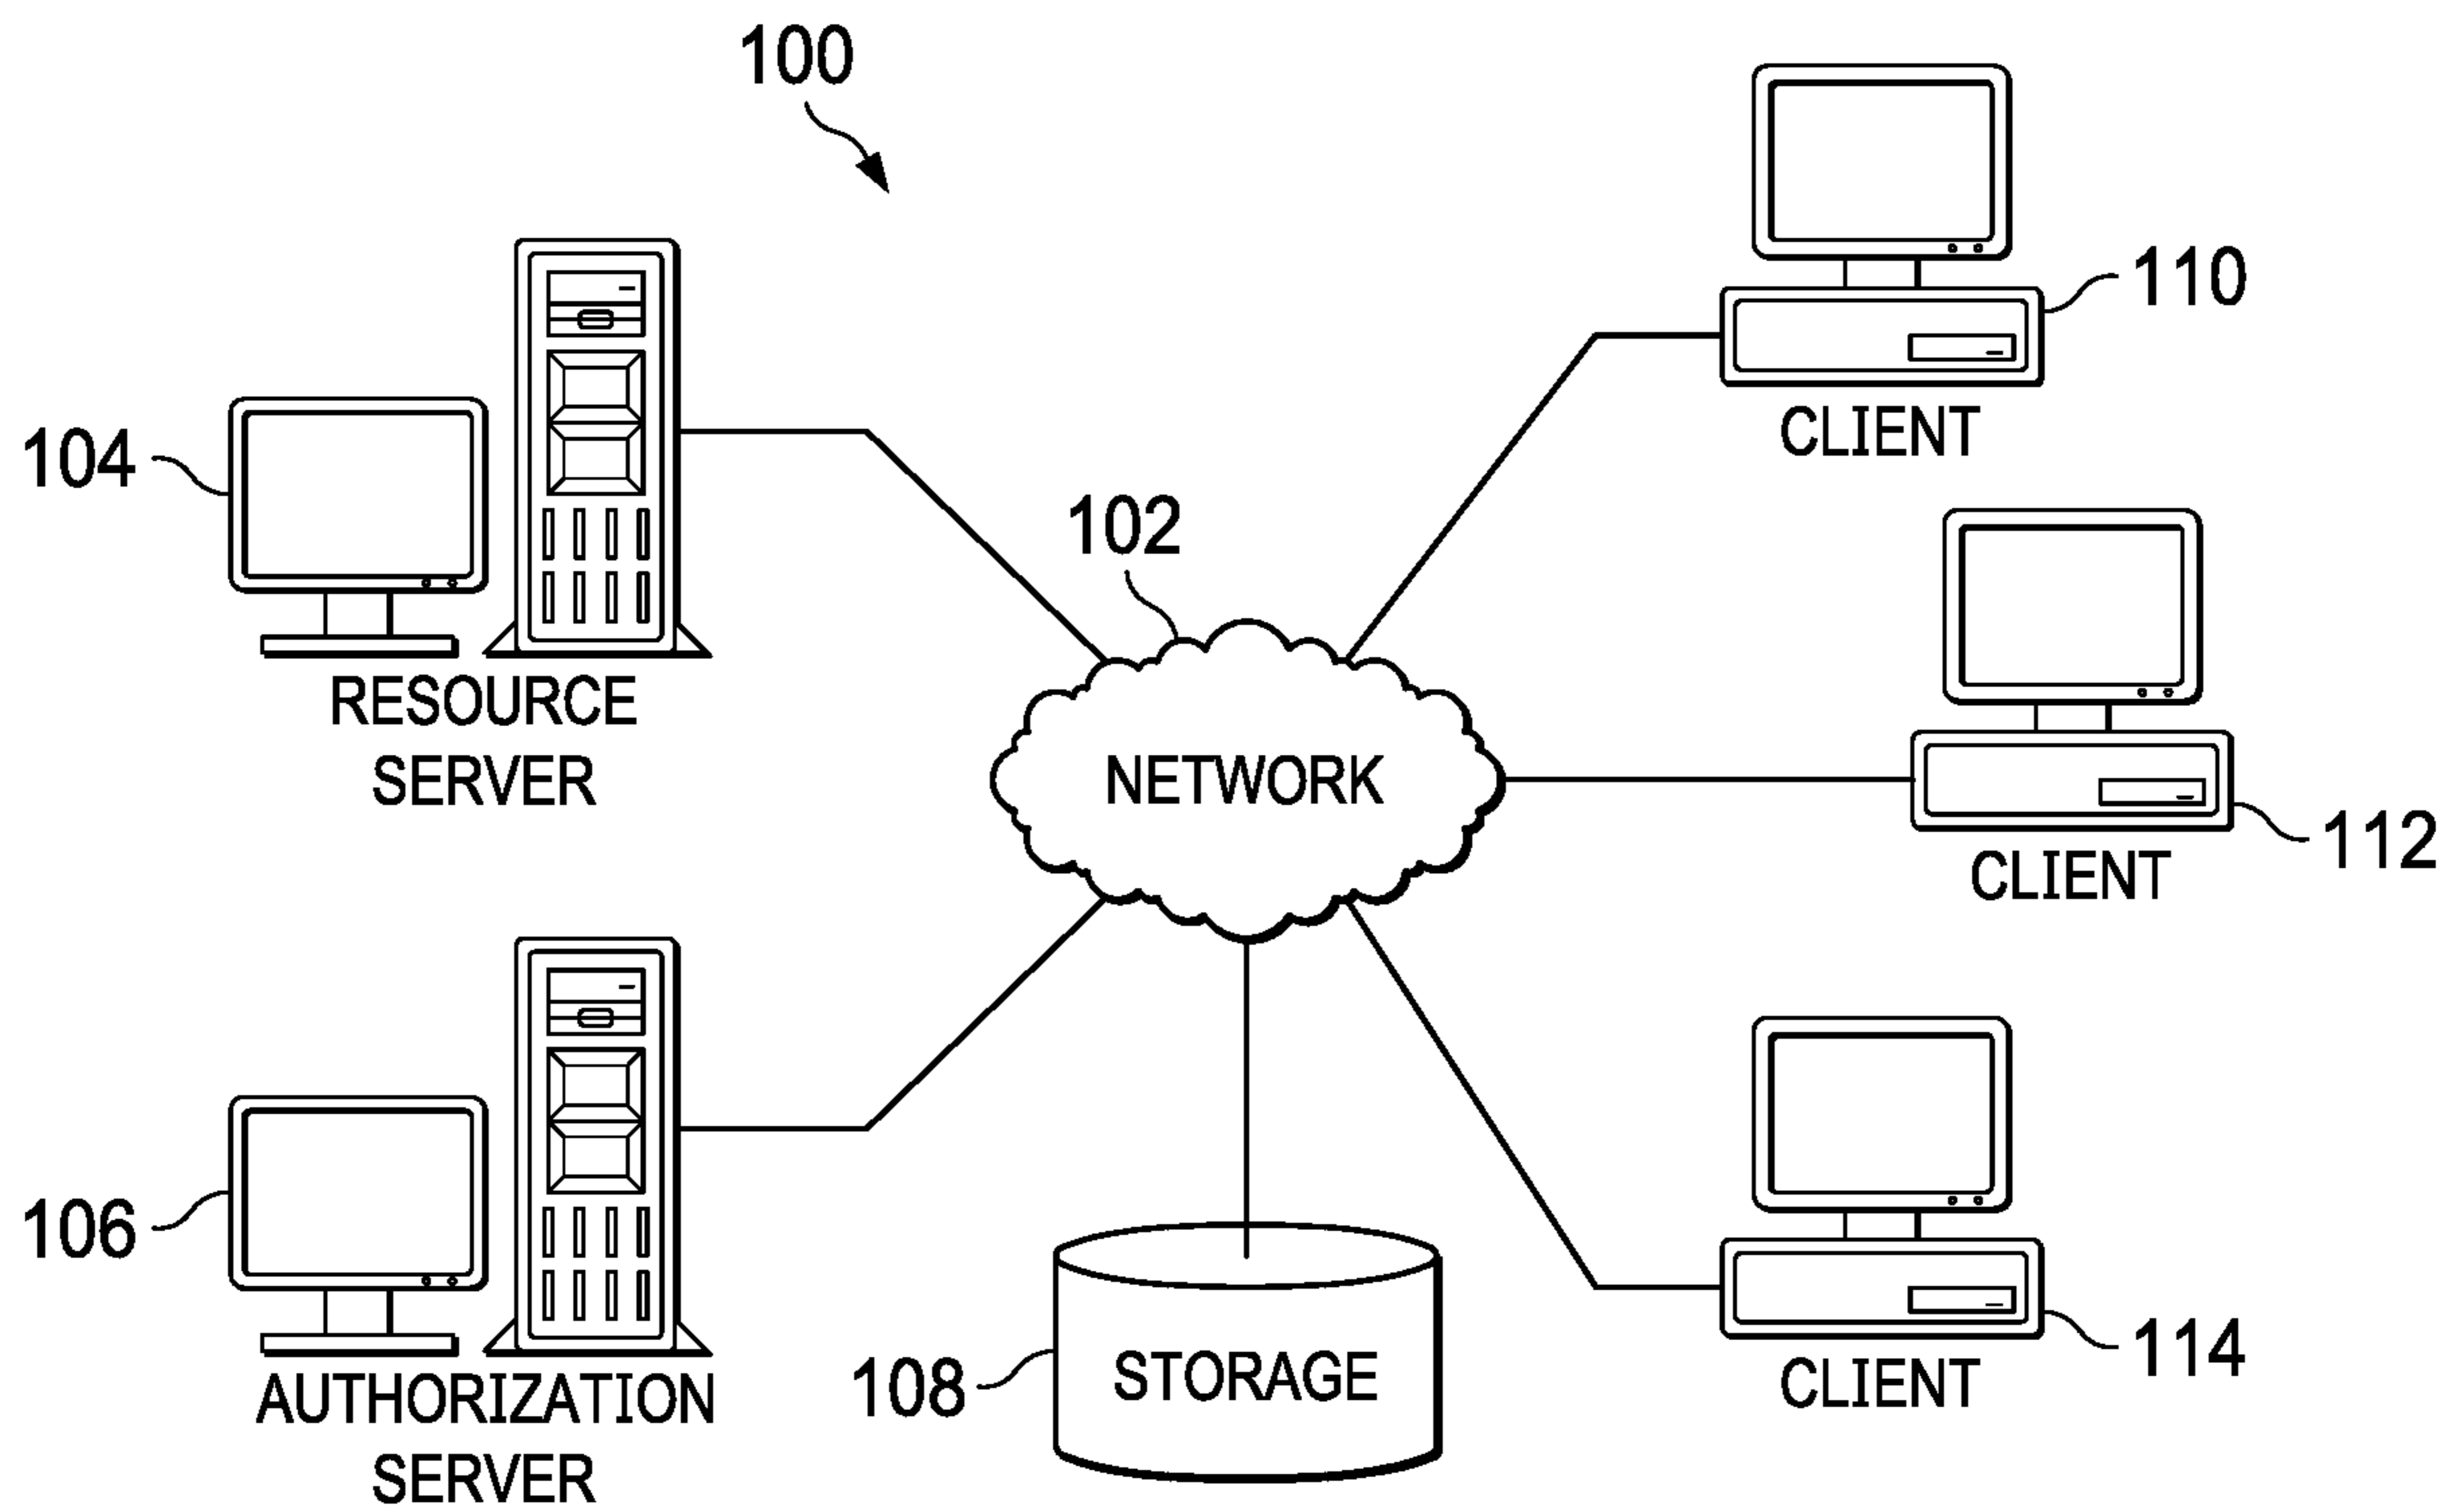 100
110
CLIENT
104
RESOURCE
SERVER
102
NETWORK
112
CLIENT
106
AUTHORIZATION
SERVER
108
STORAGE
114
CLIENT